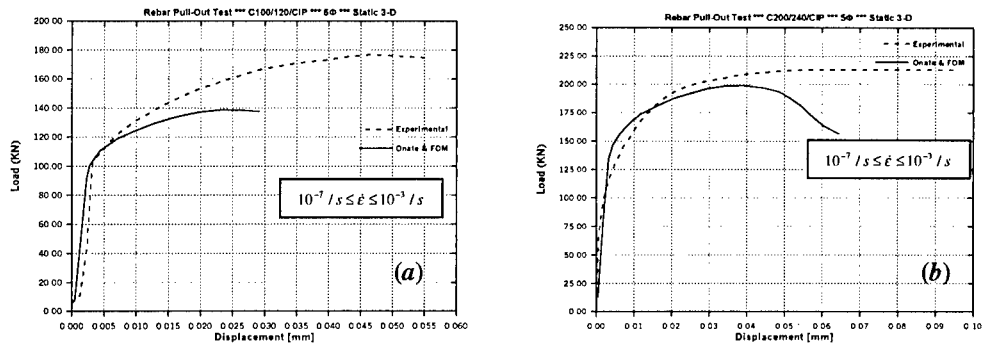 Rebar Pull-Out Test *** C100/120/CIP *** 6Φ *** Static 3-D
200 00
180 00
160 00
140 00
120 00
100 00
80 00
60 00
40 00
20 00
0 00
Load (KN)
Experimental
Onate & FDM
10⁻⁷ / s ≤ ε̇ ≤ 10⁻³ / s
(a)
0 000 0 005 0 010 0 015 0 020 0 025 0 030 0 035 0 040 0 045 0 050 0 055 0 060
Displacement [mm]
Rebar Pull-Out Test *** C200/240/CIP *** 5Φ *** Static 3-D
250 00
225 00
200 00
175 00
150 00
125 00
100 00
75 00
50 00
25 00
0 00
Load (KN)
Experimental
Onate & FDM
10⁻⁷ / s ≤ ε̇ ≤ 10⁻³ / s
(b)
0 00 0 01 0 02 0 03 0 04 0 05 0 06 0 07 0 08 0 09 0 10
Displacement [mm]